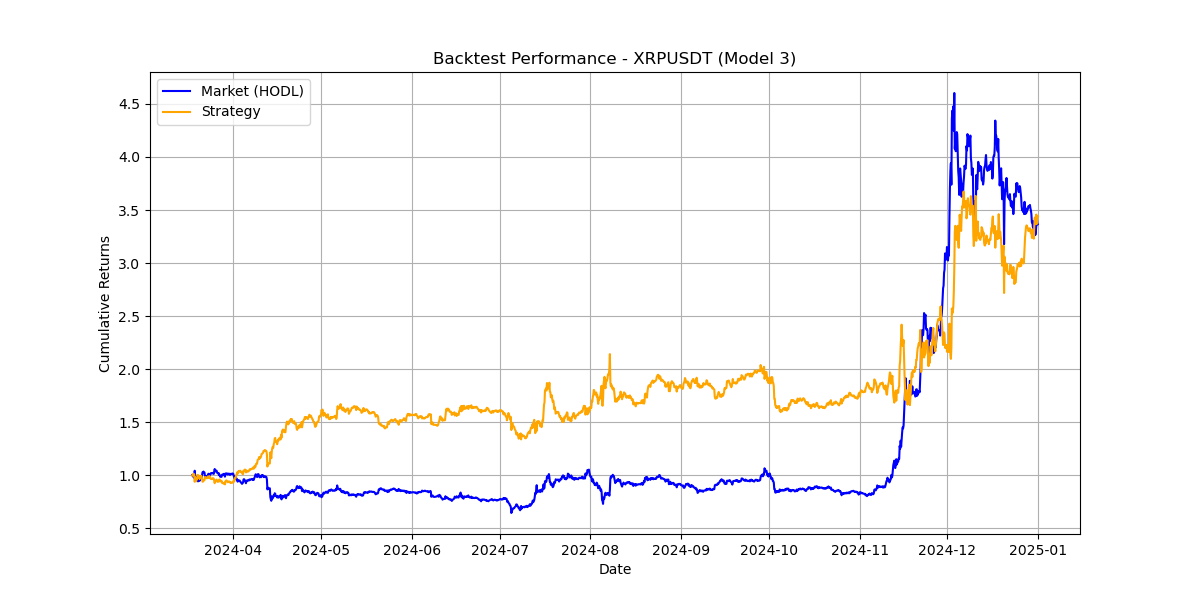 Backtest Performance - XRPUSDT (Model 3)
Market (HODL)
Strategy
Cumulative Returns
4.5
4.0
3.5
3.0
2.5
2.0
1.5
1.0
0.5
2024-04 2024-05 2024-06 2024-07 2024-08 2024-09 2024-10 2024-11 2024-12 2025-01
Date